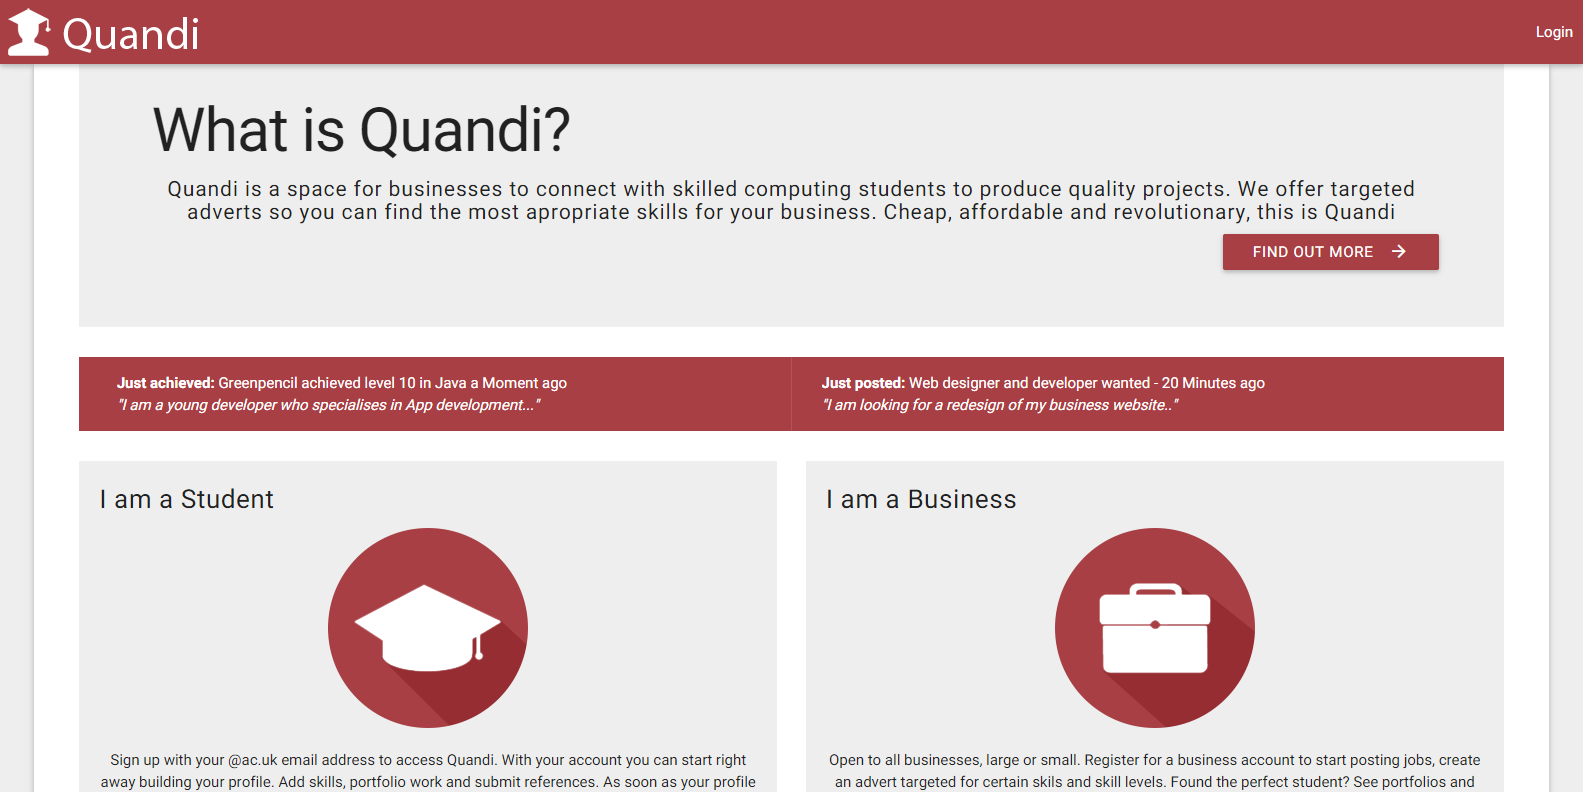 Quandi
Login
What is Quandi?
Quandi is a space for businesses to connect with skilled computing students to produce quality projects. We offer targeted
adverts so you can find the most apropriate skills for your business. Cheap, affordable and revolutionary, this is Quandi
FIND OUT MORE
Just achieved: Greenpencil achieved level 10 in Java a Moment ago
"I am a young developer who specialises in App development..."
Just posted: Web designer and developer wanted - 20 Minutes ago
"I am looking for a redesign of my business website.."
I am a Student
Sign up with your @ac.uk email address to access Quandi. With your account you can start right
away building your profile. Add skills, portfolio work and submit references. As soon as your profile
I am a Business
Open to all businesses, large or small. Register for a business account to start posting jobs, create
an advert targeted for certain skils and skill levels. Found the perfect student? See portfolios and